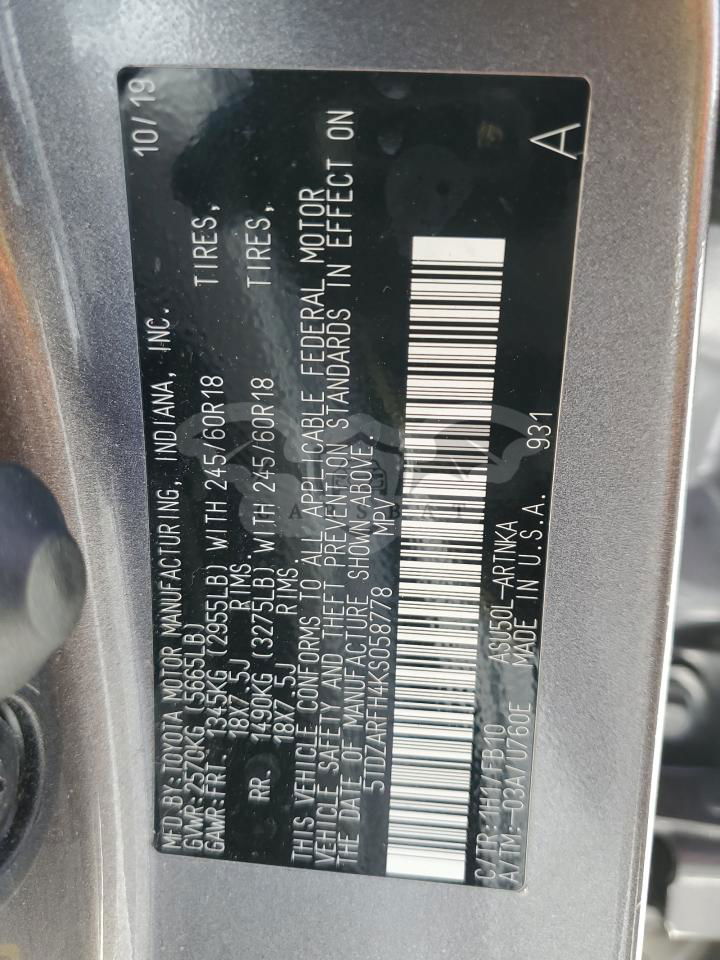 MFD.BY:TOYOTA MOTOR MANUFACTURING, INDIANA, INC. 10/19
GVWR:2570KG (5665LB)
GAWR:FRT. 1345KG (2955LB) WITH 245/60R18 TIRES,
18X7.5J RIMS.
RR. 1490KG (3275LB) WITH 245/60R18 TIRES,
18X7.5J RIMS
THIS VEHICLE CONFORMS TO ALL APPLICABLE FEDERAL MOTOR
VEHICLE SAFETY AND THEFT PREVENTION STANDARDS IN EFFECT ON
THE DATE OF MANUFACTURE SHOWN ABOVE.
5TDZARFH4KS058778 MPV
C/TR:1H1/FB10 ASU50L-ARTNKA A
A/TM:-03A/U760E MADE IN U.S.A. 931